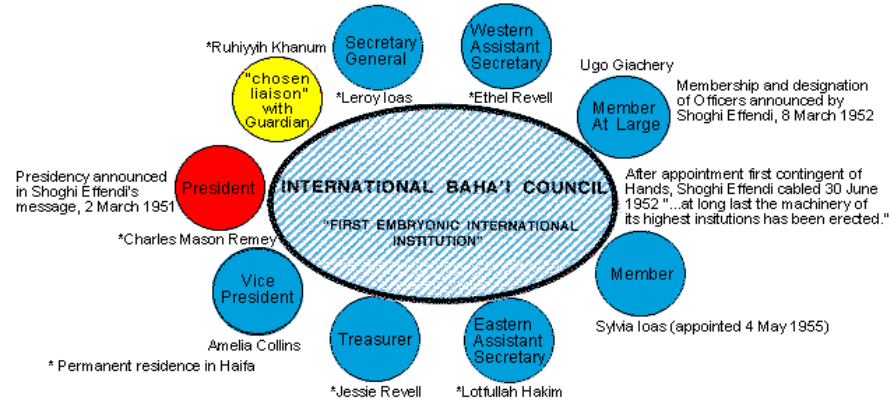 *Ruhiyyih Khanum
"chosen
liaison" with
Guardian
Secretary
General
*Leroy Ioas
Western
Assistant
Secretary
*Ethel Revell
Ugo Giachery
Member
At Large
Membership and designation
of Officers announced by
Shoghi Effendi, 8 March 1952
Presidency announced
in Shoghi Effendi's
message, 2 March 1951
President
*Charles Mason Remey
INTERNATIONAL BAHA'I COUNCIL
"FIRST EMBRYONIC INTERNATIONAL
INSTITUTION"
After appointment first contingent of
Hands, Shoghi Effendi cabled 30 June
1952 "...at long last the machinery of
its highest insitutions has been erected."
Member
Sylvia Ioas (appointed 4 May 1955)
Vice
President
Amelia Collins
Treasurer
*Jessie Revell
Eastern
Assistant
Secretary
*Lotfullah Hakim
* Permanent residence in Haifa